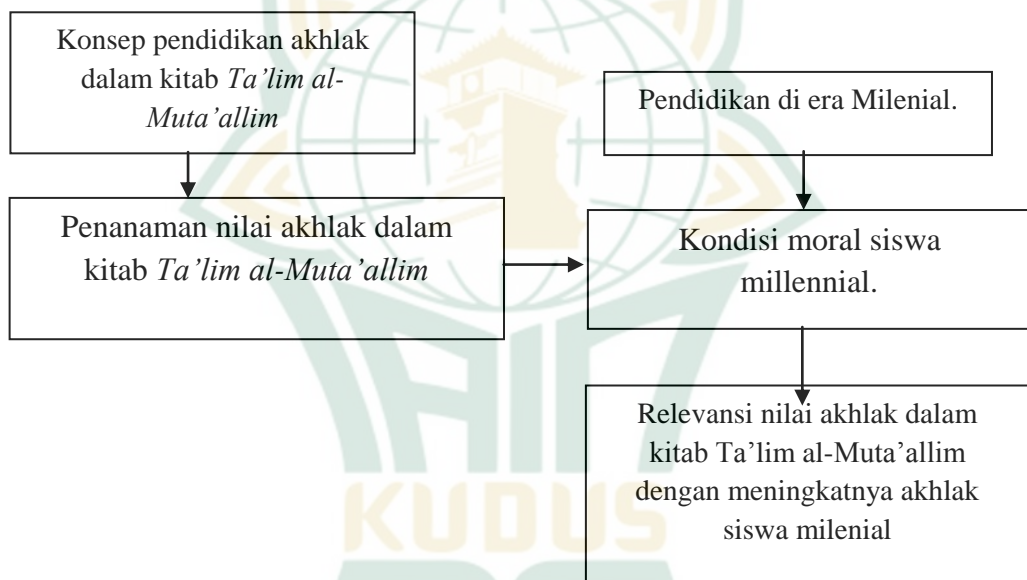 Konsep pendidikan akhlak
dalam kitab Ta’lim al-
Muta’allim
Pendidikan di era Milenial.
Penanaman nilai akhlak dalam
kitab Ta’lim al-Muta’allim
Kondisi moral siswa
millennial.
Relevansi nilai akhlak dalam
kitab Ta’lim al-Muta’allim
dengan meningkatnya akhlak
siswa milenial
KUDUS